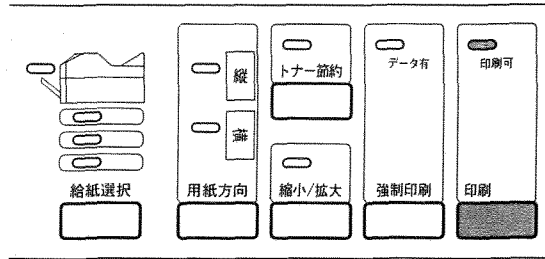 縦
横
トナー節約
データ有
印刷可
給紙選択
用紙方向
縮小/拡大
強制印刷
印刷